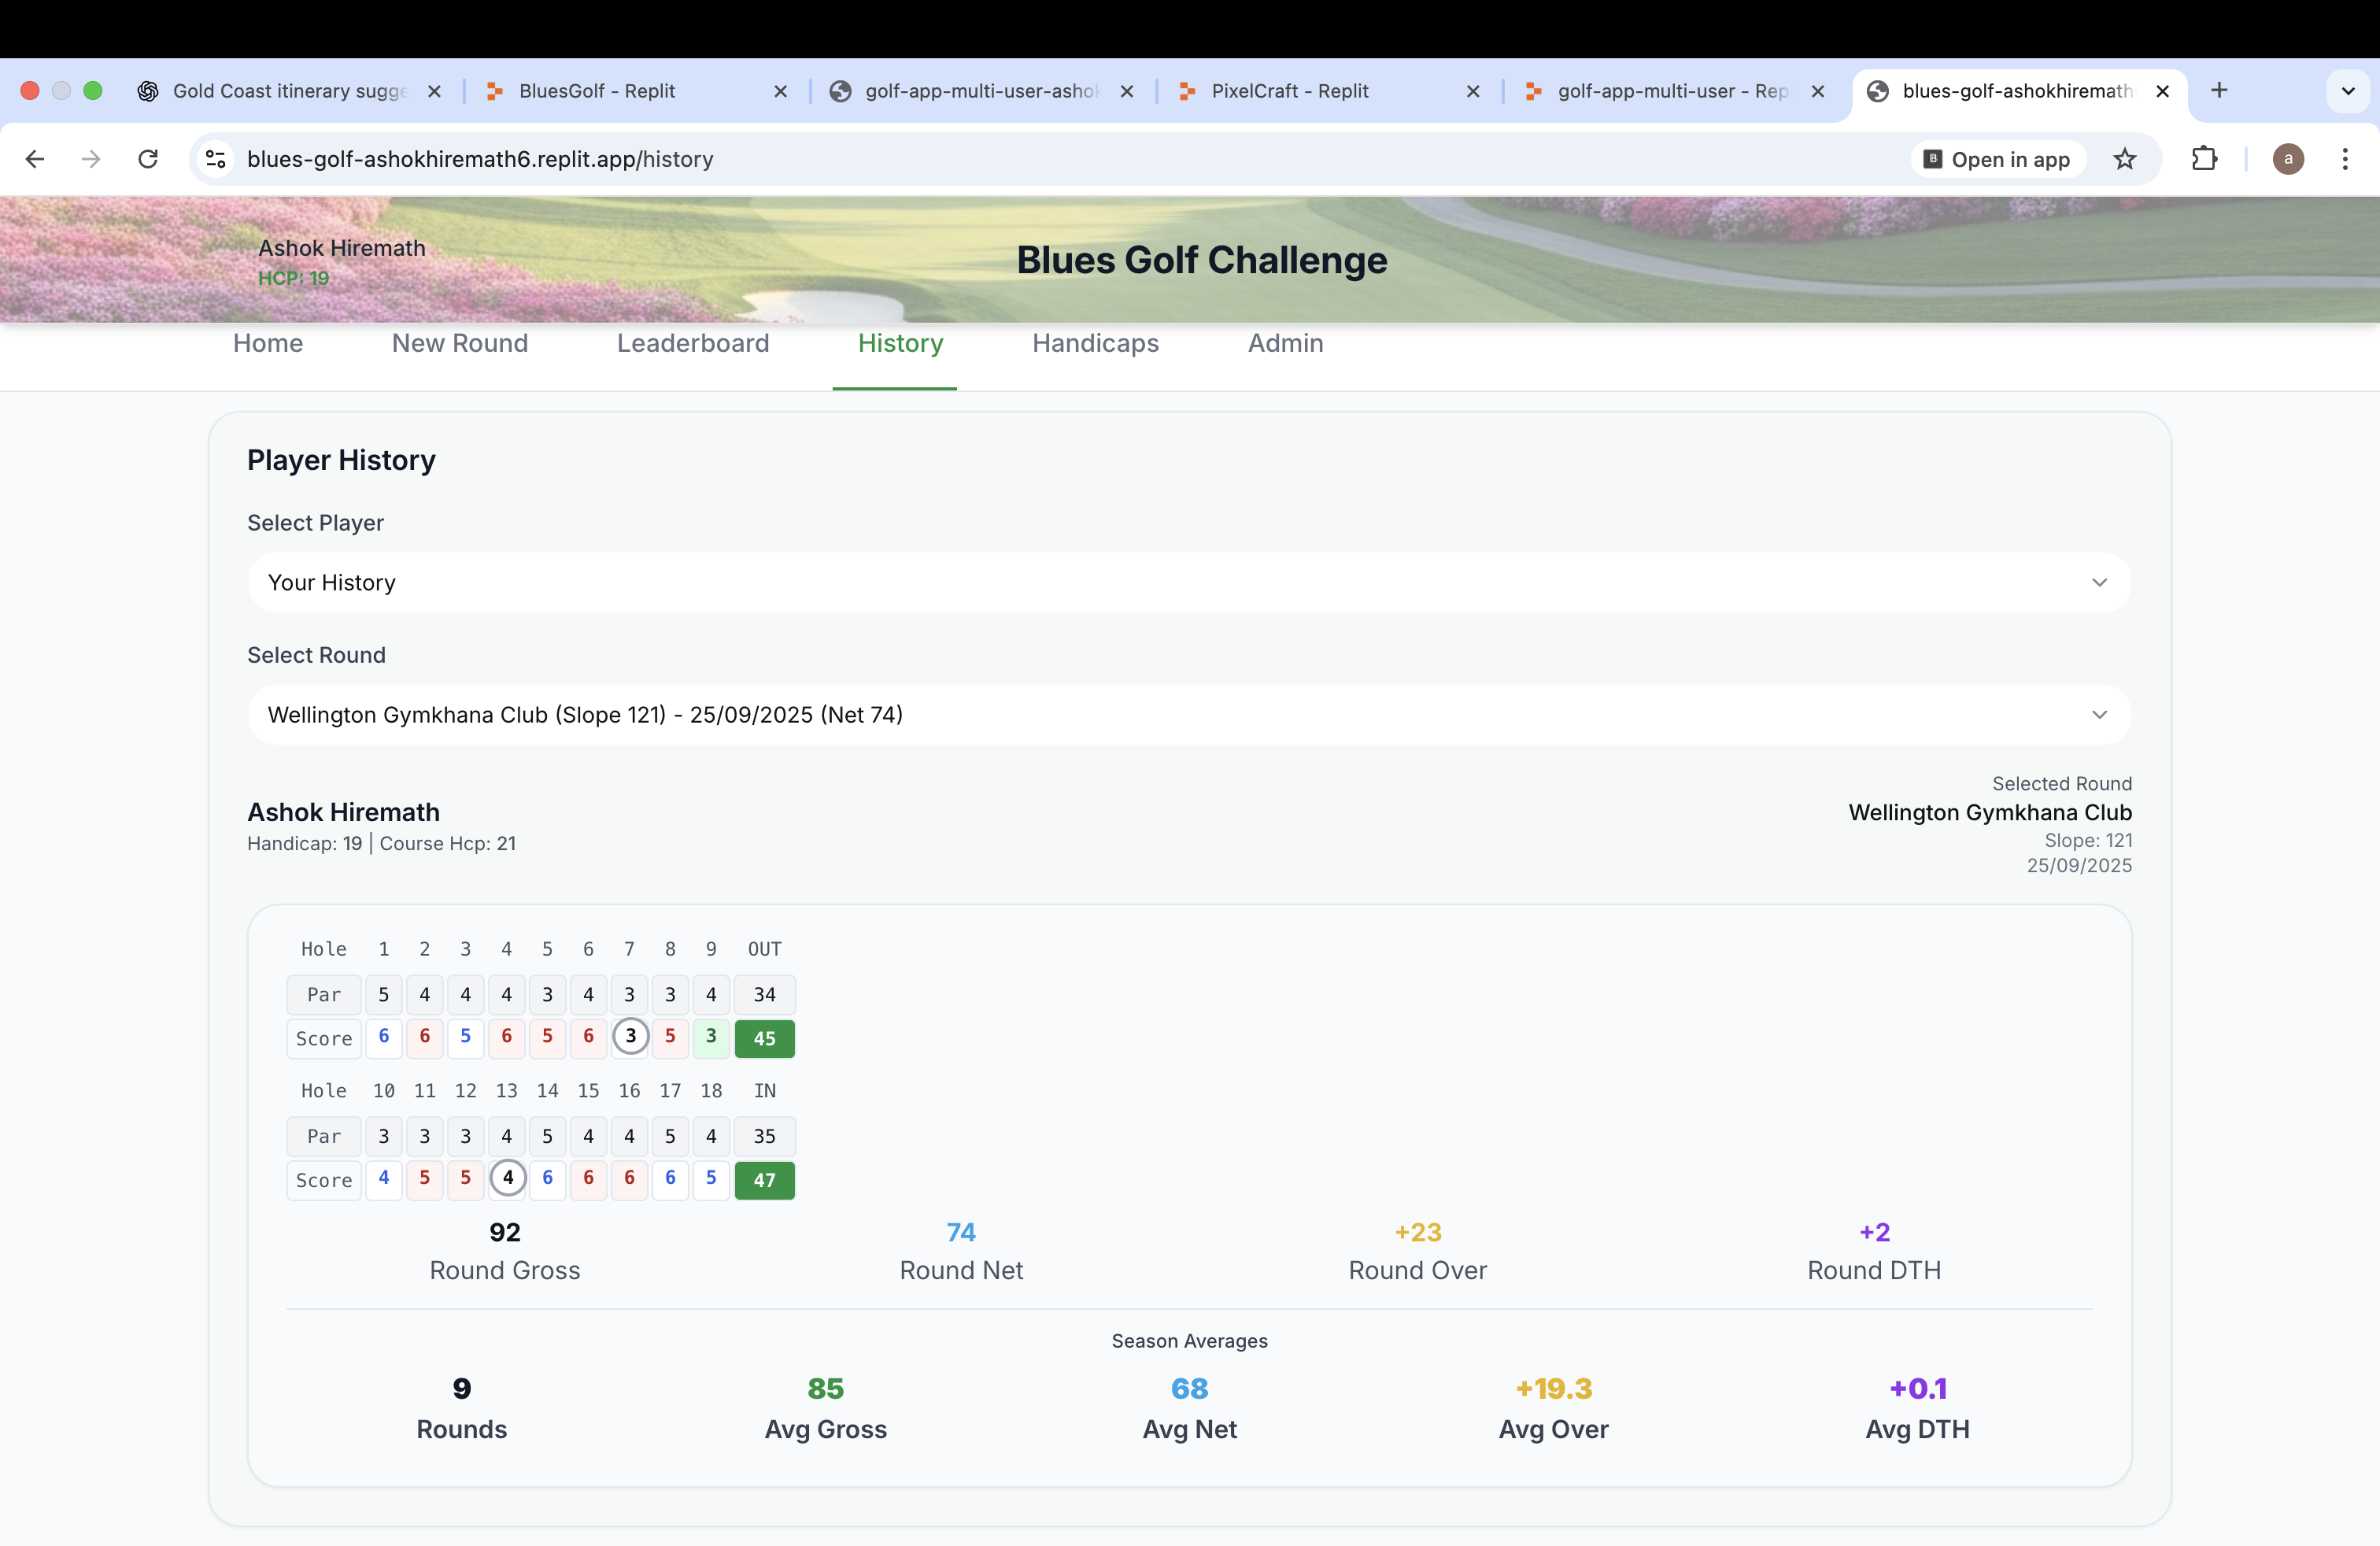 Gold Coast itinerary sugge
BluesGolf - Replit
golf-app-multi-user-ashok
PixelCraft - Replit
golf-app-multi-user - Rep
blues-golf-ashokhiremath
blues-golf-ashokhiremath6.replit.app/history
B Open in app
a
Ashok Hiremath
HCP: 19
Blues Golf Challenge
Home New Round Leaderboard History Handicaps Admin
Player History
Select Player
Your History
Select Round
Wellington Gymkhana Club (Slope 121) - 25/09/2025 (Net 74)
Ashok Hiremath
Handicap: 19 | Course Hcp: 21
Selected Round
Wellington Gymkhana Club
Slope: 121
25/09/2025
Hole 1 2 3 4 5 6 7 8 9 OUT
Par 5 4 4 4 3 4 3 3 4 34
Score 6 6 5 6 5 6 3 5 3 45
Hole 10 11 12 13 14 15 16 17 18 IN
Par 3 3 3 4 5 4 4 5 4 35
Score 4 5 5 4 6 6 6 6 5 47
92 74 +23 +2
Round Gross Round Net Round Over Round DTH
Season Averages
9 85 68 +19.3 +0.1
Rounds Avg Gross Avg Net Avg Over Avg DTH